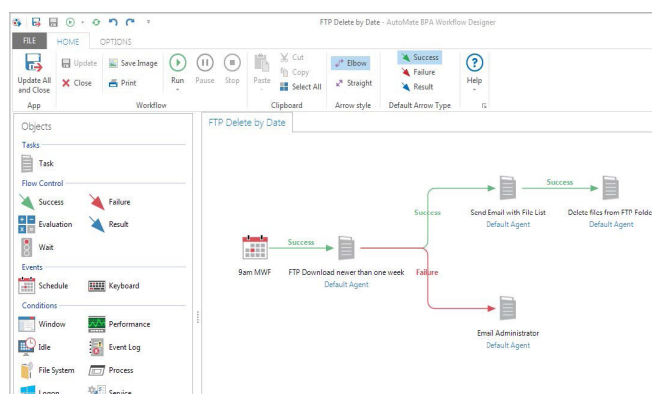 FTP Delete by Date - AutoMate BPA Workflow Designer
FILE HOME OPTIONS
Update All and Close
Update
Close
Save Image
Print
Run
Pause
Stop
Paste
Cut
Copy
Select All
Elbow
Straight
Success
Failure
Result
Help
App Workflow Clipboard Arrow style Default Arrow Type
Objects
FTP Delete by Date
Tasks
Task
Flow Control
Success Failure
Evaluation Result
Wait
Events
Schedule Keyboard
Conditions
Window Performance
Idle Event Log
File System Process
Logon Service
Success
9am MWF
FTP Download newer than one week
Default Agent
Success
Failure
Send Email with File List
Default Agent
Success
Delete files from FTP Folde
Default Agent
Email Administrator
Default Agent